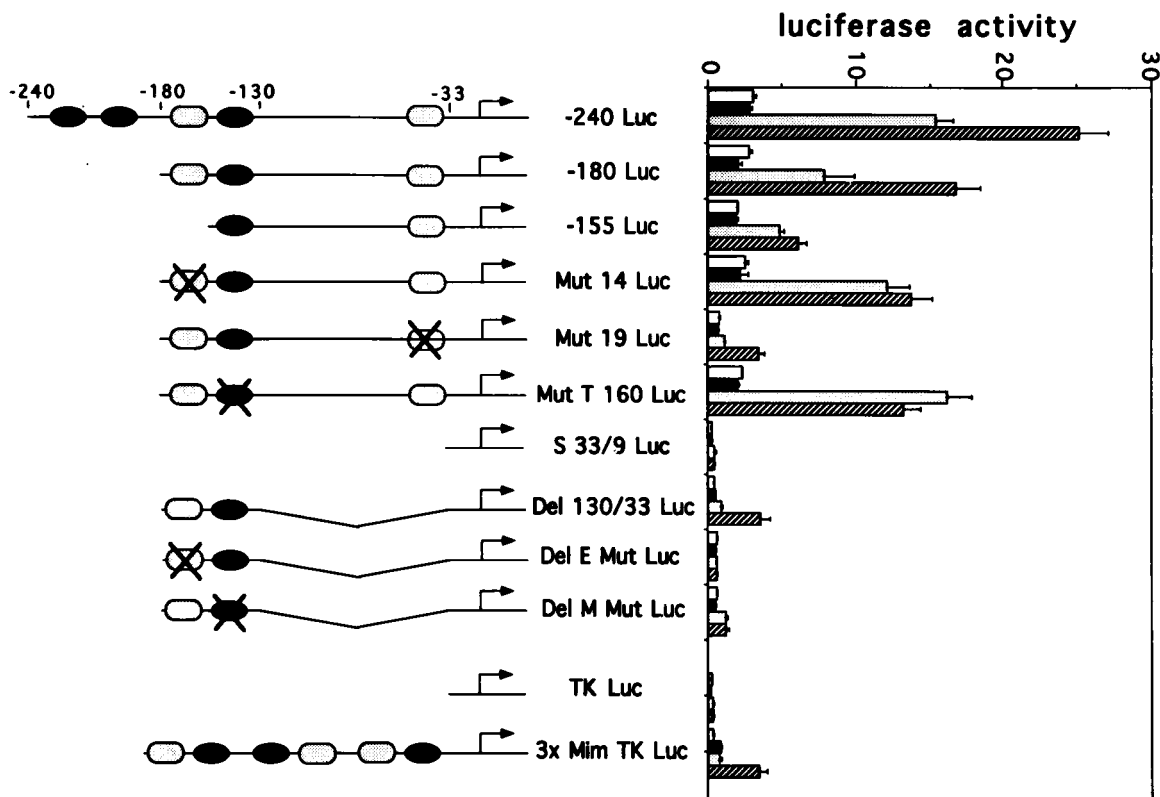 luciferase activity
0 10 20 30
-240 -180 -130 -33
-240 Luc
-180 Luc
-155 Luc
Mut 14 Luc
Mut 19 Luc
Mut T 160 Luc
S 33/9 Luc
Del 130/33 Luc
Del E Mut Luc
Del M Mut Luc
TK Luc
3x Mim TK Luc